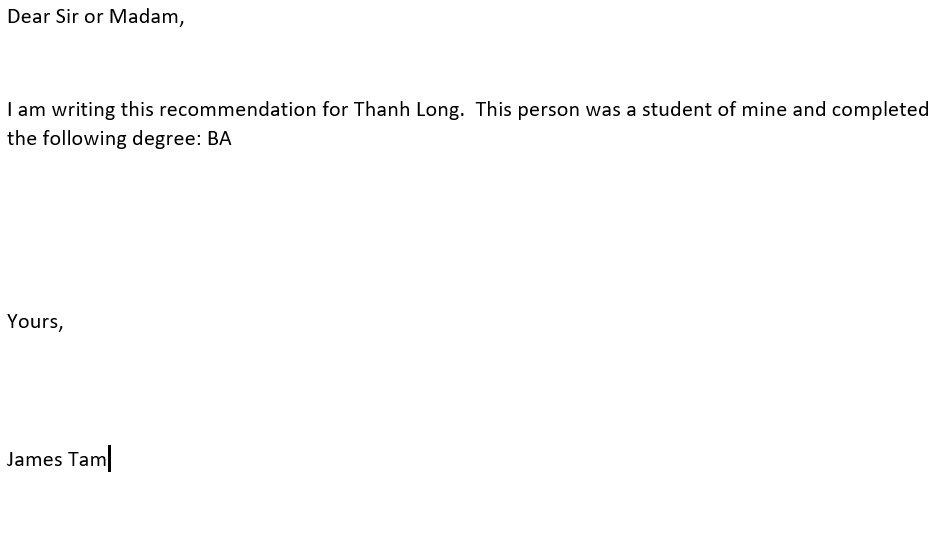 Dear Sir or Madam,
I am writing this recommendation for Thanh Long.  This person was a student of mine and completed
the following degree: BA
Yours,
James Tam